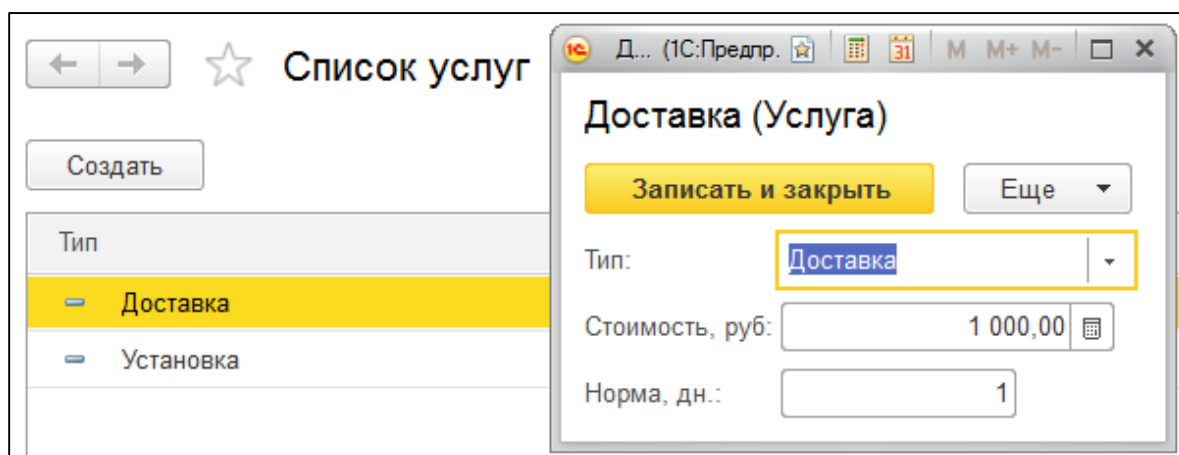 Список услуг
Создать
Тип
Доставка
Установка
1С Д... (1С:Предпр. 31 M M+ M-
Доставка (Услуга)
Записать и закрыть Еще
Тип: Доставка
Стоимость, руб: 1 000,00
Норма, дн.: 1